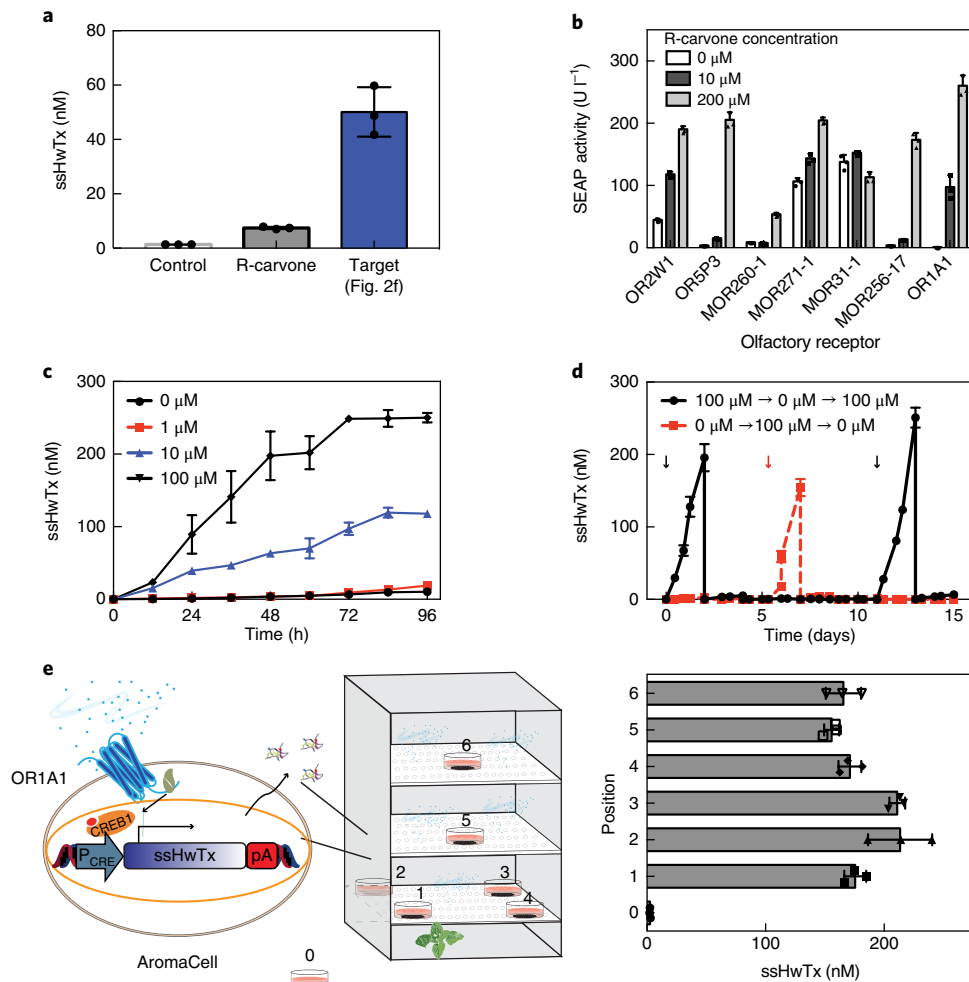 a
80
60
40
20
0
ssHwTx (nM)
Control
R-carvone
Target
(Fig. 2f)
b
R-carvone concentration
0 μM
10 μM
200 μM
300
200
100
0
SEAP activity (U l−1)
OR2W1
OR5P3
MOR260-1
MOR271-1
MOR31-1
MOR256-17
OR1A1
Olfactory receptor
c
300
200
100
0
ssHwTx (nM)
0 μM
1 μM
10 μM
100 μM
0
24
48
72
96
Time (h)
d
300
200
100
0
ssHwTx (nM)
100 μM → 0 μM → 100 μM
0 μM → 100 μM → 0 μM
0
5
10
15
Time (days)
e
OR1A1
CREB1
PCRE
ssHwTx
pA
AromaCell
6
5
2
3
1
4
0
6
5
4
3
2
1
0
Position
0
100
200
ssHwTx (nM)